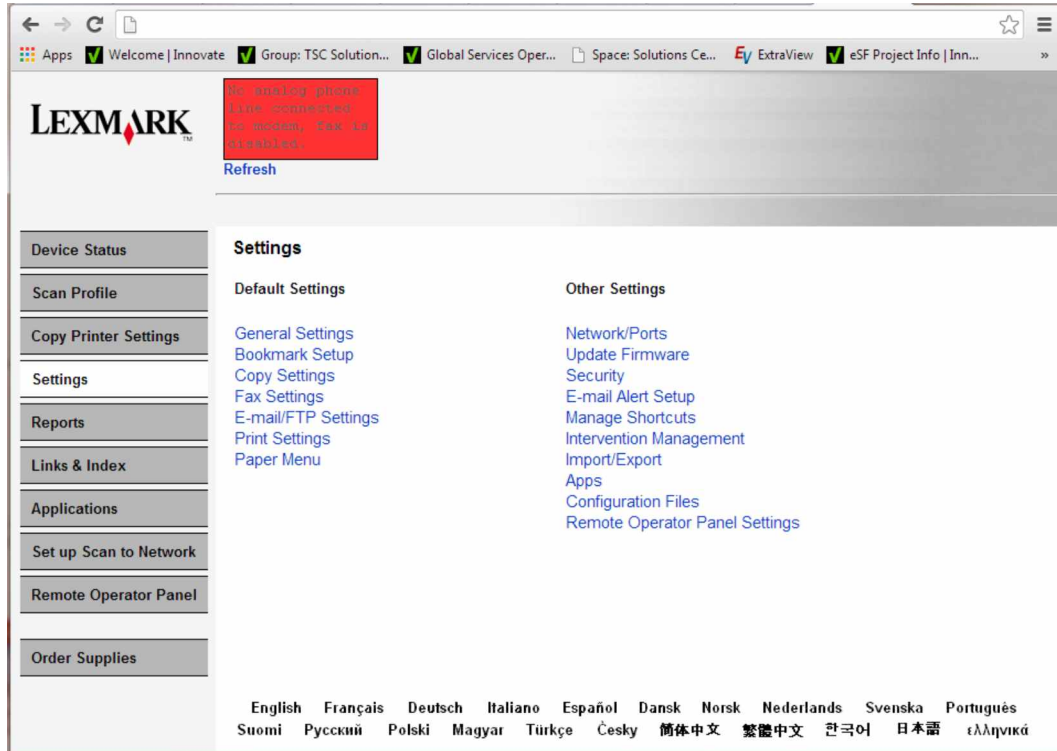 Apps Welcome | Innovate Group: TSC Solution... Global Services Oper... Space: Solutions Ce... EV ExtraView eSF Project Info | Inn... »
LEXMARK TM
No analog phone
line connected
to modem, fax is
disabled.
Refresh
Device Status
Scan Profile
Copy Printer Settings
Settings
Reports
Links & Index
Applications
Set up Scan to Network
Remote Operator Panel
Order Supplies
Settings
Default Settings
General Settings
Bookmark Setup
Copy Settings
Fax Settings
E-mail/FTP Settings
Print Settings
Paper Menu
Other Settings
Network/Ports
Update Firmware
Security
E-mail Alert Setup
Manage Shortcuts
Intervention Management
Import/Export
Apps
Configuration Files
Remote Operator Panel Settings
English Français Deutsch Italiano Español Dansk Norsk Nederlands Svenska Português
Suomi Русский Polski Magyar Türkçe Česky 简体中文 繁體中文 한국어 日本語 ελληνικά